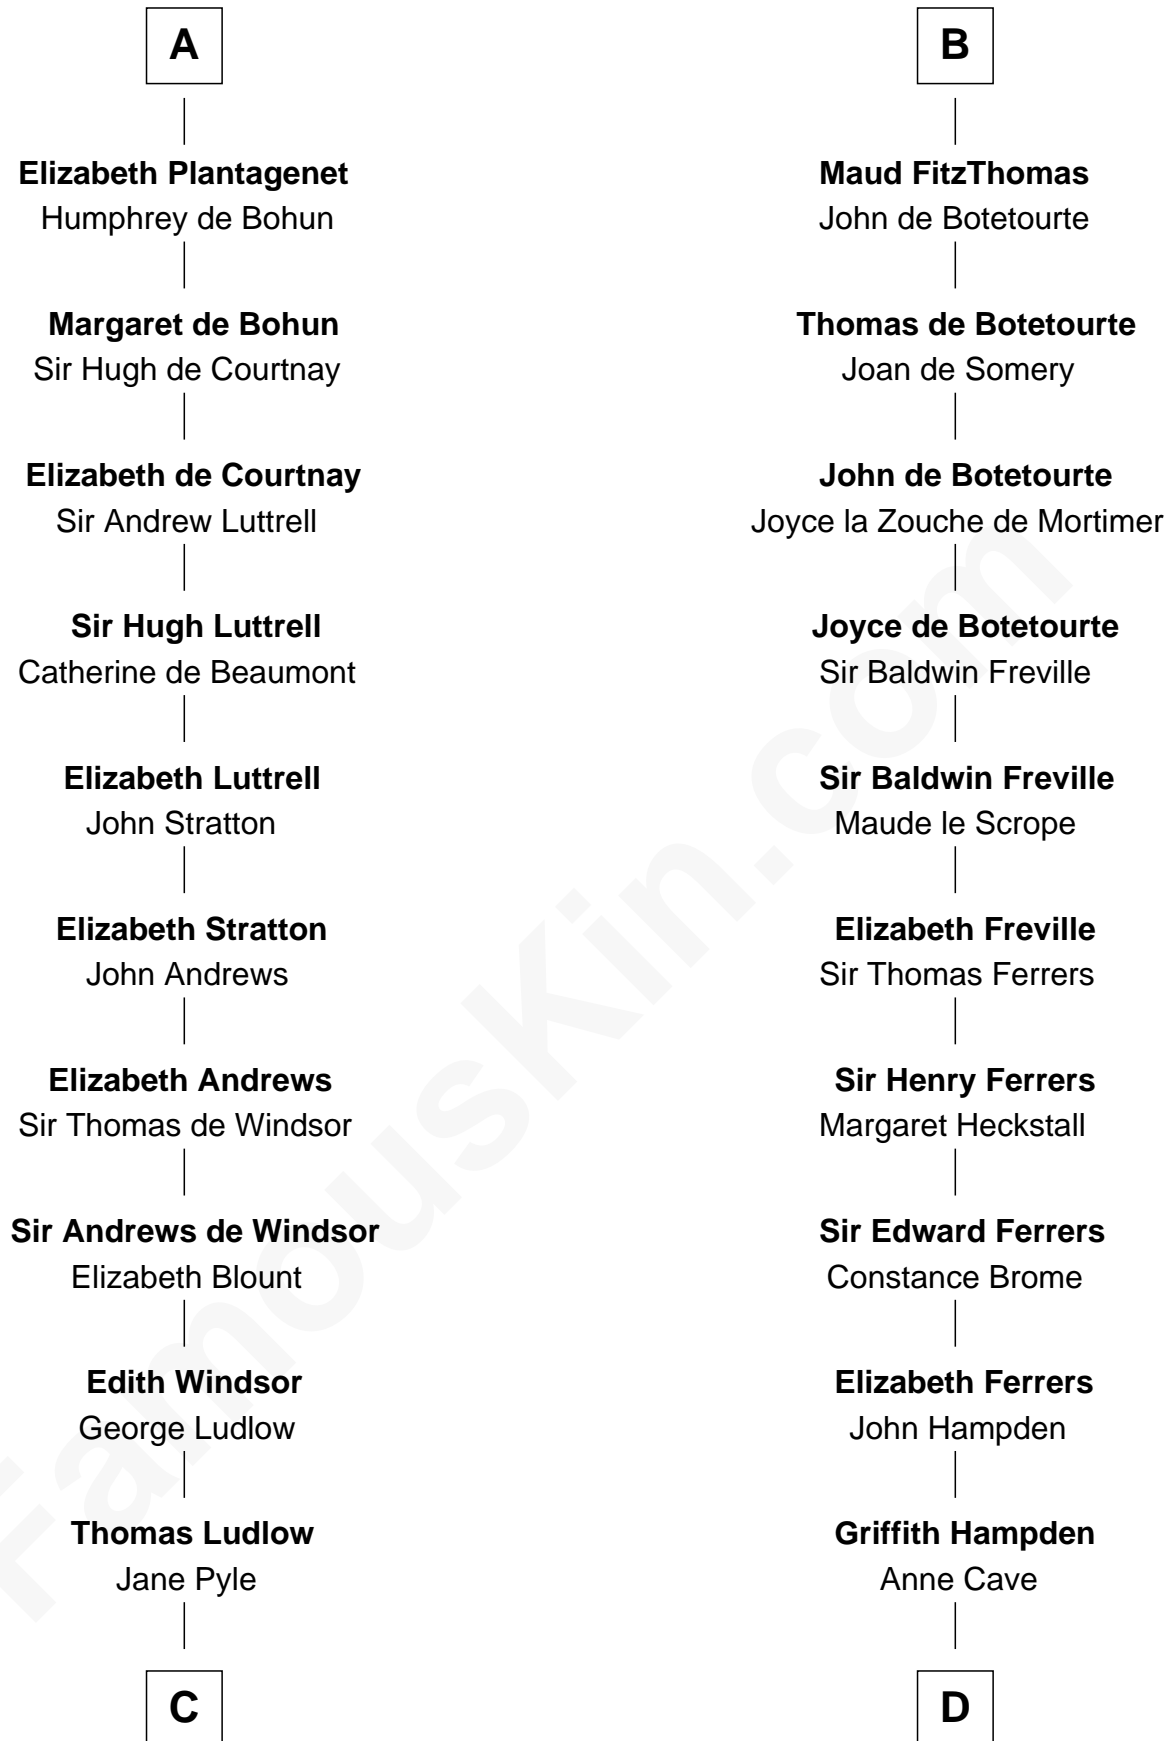 A
Elizabeth Plantagenet
Humphrey de Bohun
Margaret de Bohun
Sir Hugh de Courtnay
Elizabeth de Courtnay
Sir Andrew Luttrell
Sir Hugh Luttrell
Catherine de Beaumont
Elizabeth Luttrell
John Stratton
Elizabeth Stratton
John Andrews
Elizabeth Andrews
Sir Thomas de Windsor
Sir Andrews de Windsor
Elizabeth Blount
Edith Windsor
George Ludlow
Thomas Ludlow
Jane Pyle
C
B
Maud FitzThomas
John de Botetourte
Thomas de Botetourte
Joan de Somery
John de Botetourte
Joyce la Zouche de Mortimer
Joyce de Botetourte
Sir Baldwin Freville
Sir Baldwin Freville
Maude le Scrope
Elizabeth Freville
Sir Thomas Ferrers
Sir Henry Ferrers
Margaret Heckstall
Sir Edward Ferrers
Constance Brome
Elizabeth Ferrers
John Hampden
Griffith Hampden
Anne Cave
D
FamousKin.com